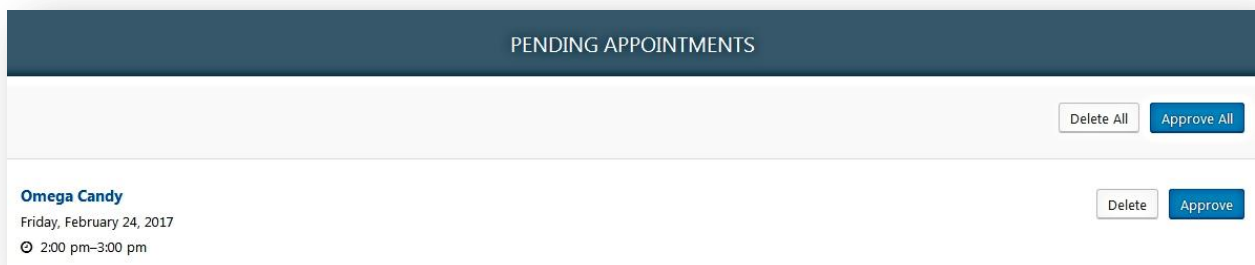 PENDING APPOINTMENTS
Delete All Approve All
Omega Candy
Delete Approve
Friday, February 24, 2017
2:00 pm–3:00 pm